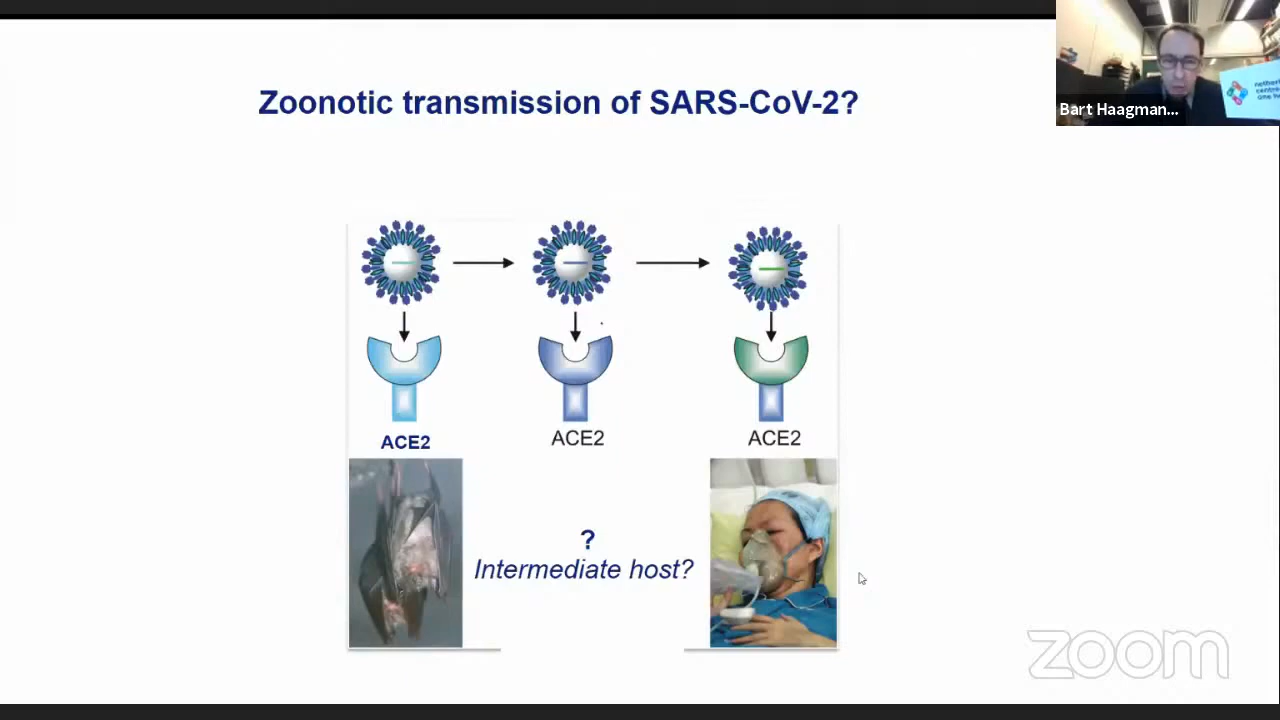 Zoonotic transmission of SARS-CoV-2?
Bart Haagman...
ACE2
ACE2
ACE2
?
Intermediate host?
zoom